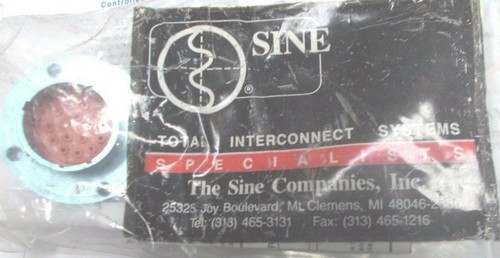 Controlled
SINE
®
TOTAL INTERCONNECT SYSTEMS
SPECIALISTS
The Sine Companies, Inc.
25325 Joy Boulevard, Mt. Clemens, MI
Tel: (313) 465-3131 Fax: (313) 465-1216